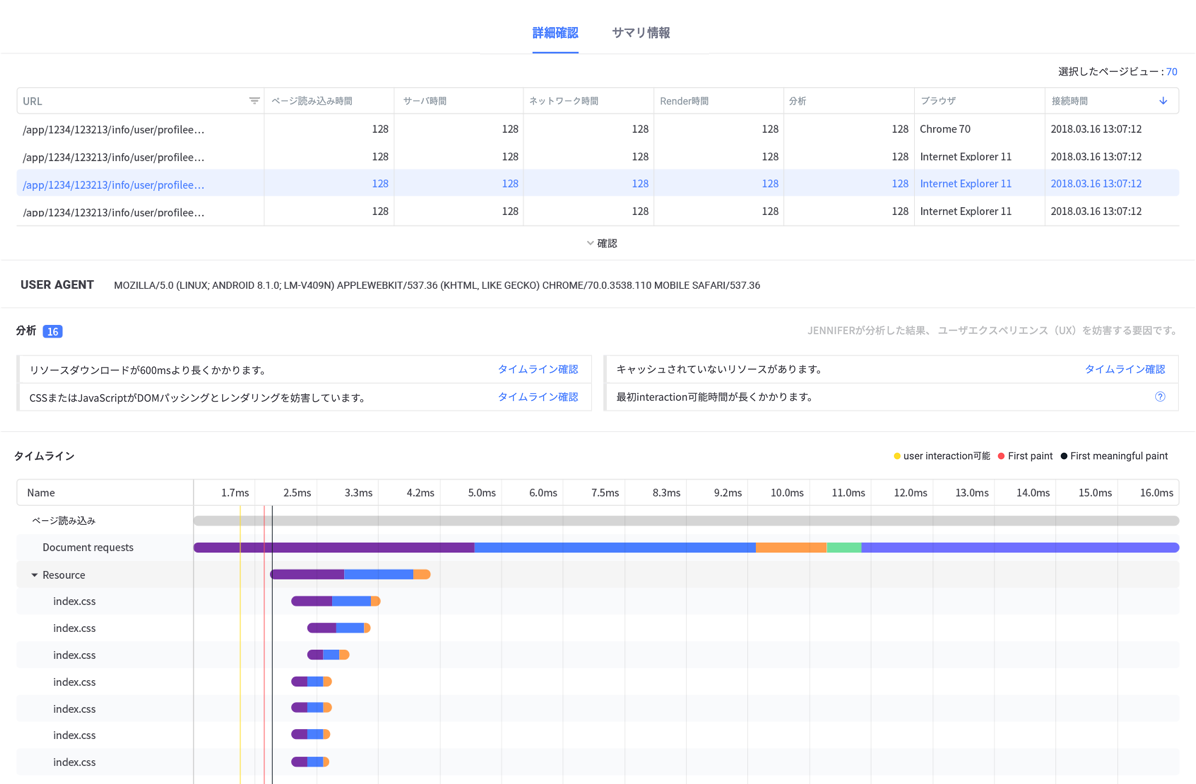 詳細確認 サマリ情報
選択したページビュー : 70
URL ページ読み込み時間 サーバ時間 ネットワーク時間 Render時間 分析 ブラウザ 接続時間
/app/1234/123213/info/user/profilee... 128 128 128 128 128 Chrome 70 2018.03.16 13:07:12
/app/1234/123213/info/user/profilee... 128 128 128 128 128 Internet Explorer 11 2018.03.16 13:07:12
/app/1234/123213/info/user/profilee... 128 128 128 128 128 Internet Explorer 11 2018.03.16 13:07:12
/app/1234/123213/info/user/profilee... 128 128 128 128 128 Internet Explorer 11 2018.03.16 13:07:12
確認
USER AGENT MOZILLA/5.0 (LINUX; ANDROID 8.1.0; LM-V409N) APPLEWEBKIT/537.36 (KHTML, LIKE GECKO) CHROME/70.0.3538.110 MOBILE SAFARI/537.36
分析 16 JENNIFERが分析した結果、 ユーザエクスペリエンス（UX）を妨害する要因です。
リソースダウンロードが600msより長くかかります。 タイムライン確認 キャッシュされていないリソースがあります。 タイムライン確認
CSSまたはJavaScriptがDOMパッシングとレンダリングを妨害しています。 タイムライン確認 最初interaction可能時間が長くかかります。 ?
タイムライン user interaction可能 First paint First meaningful paint
Name 1.7ms 2.5ms 3.3ms 4.2ms 5.0ms 6.0ms 7.5ms 8.3ms 9.2ms 10.0ms 11.0ms 12.0ms 13.0ms 14.0ms 15.0ms 16.0ms
ページ読み込み
Document requests
Resource
index.css
index.css
index.css
index.css
index.css
index.css
index.css